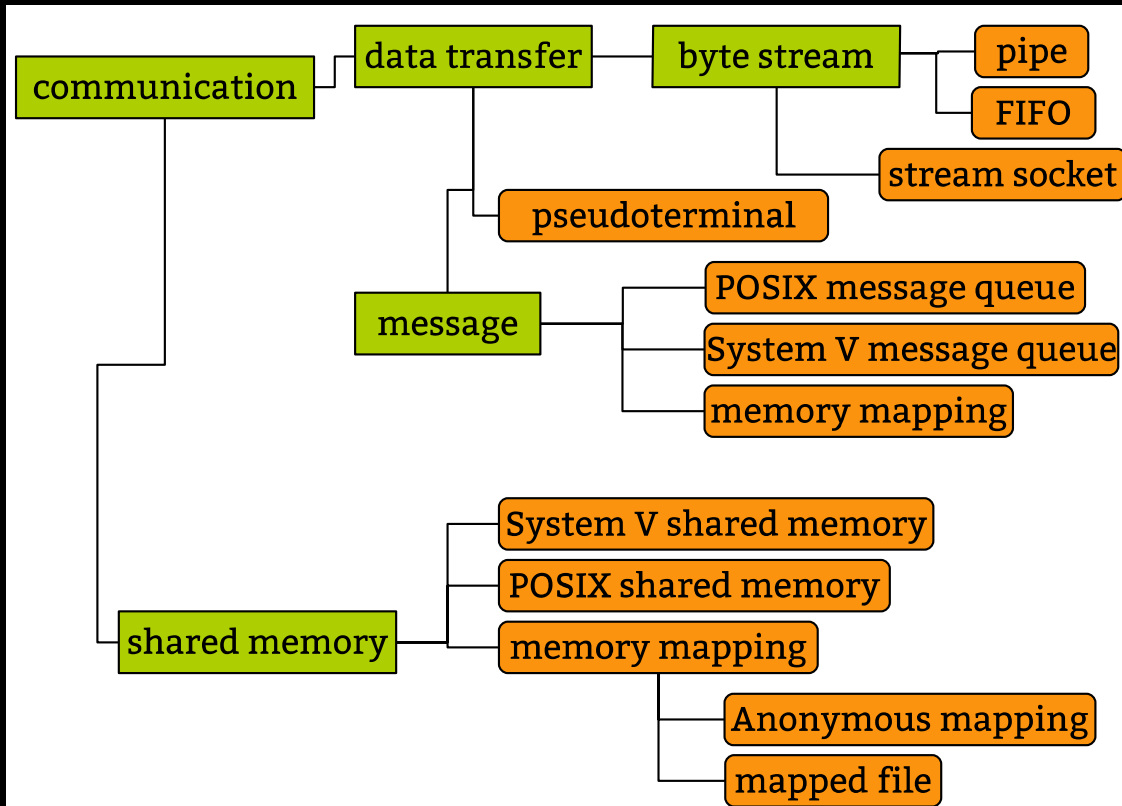 communication
data transfer
byte stream
pipe
FIFO
stream socket
pseudoterminal
message
POSIX message queue
System V message queue
memory mapping
shared memory
System V shared memory
POSIX shared memory
memory mapping
Anonymous mapping
mapped file